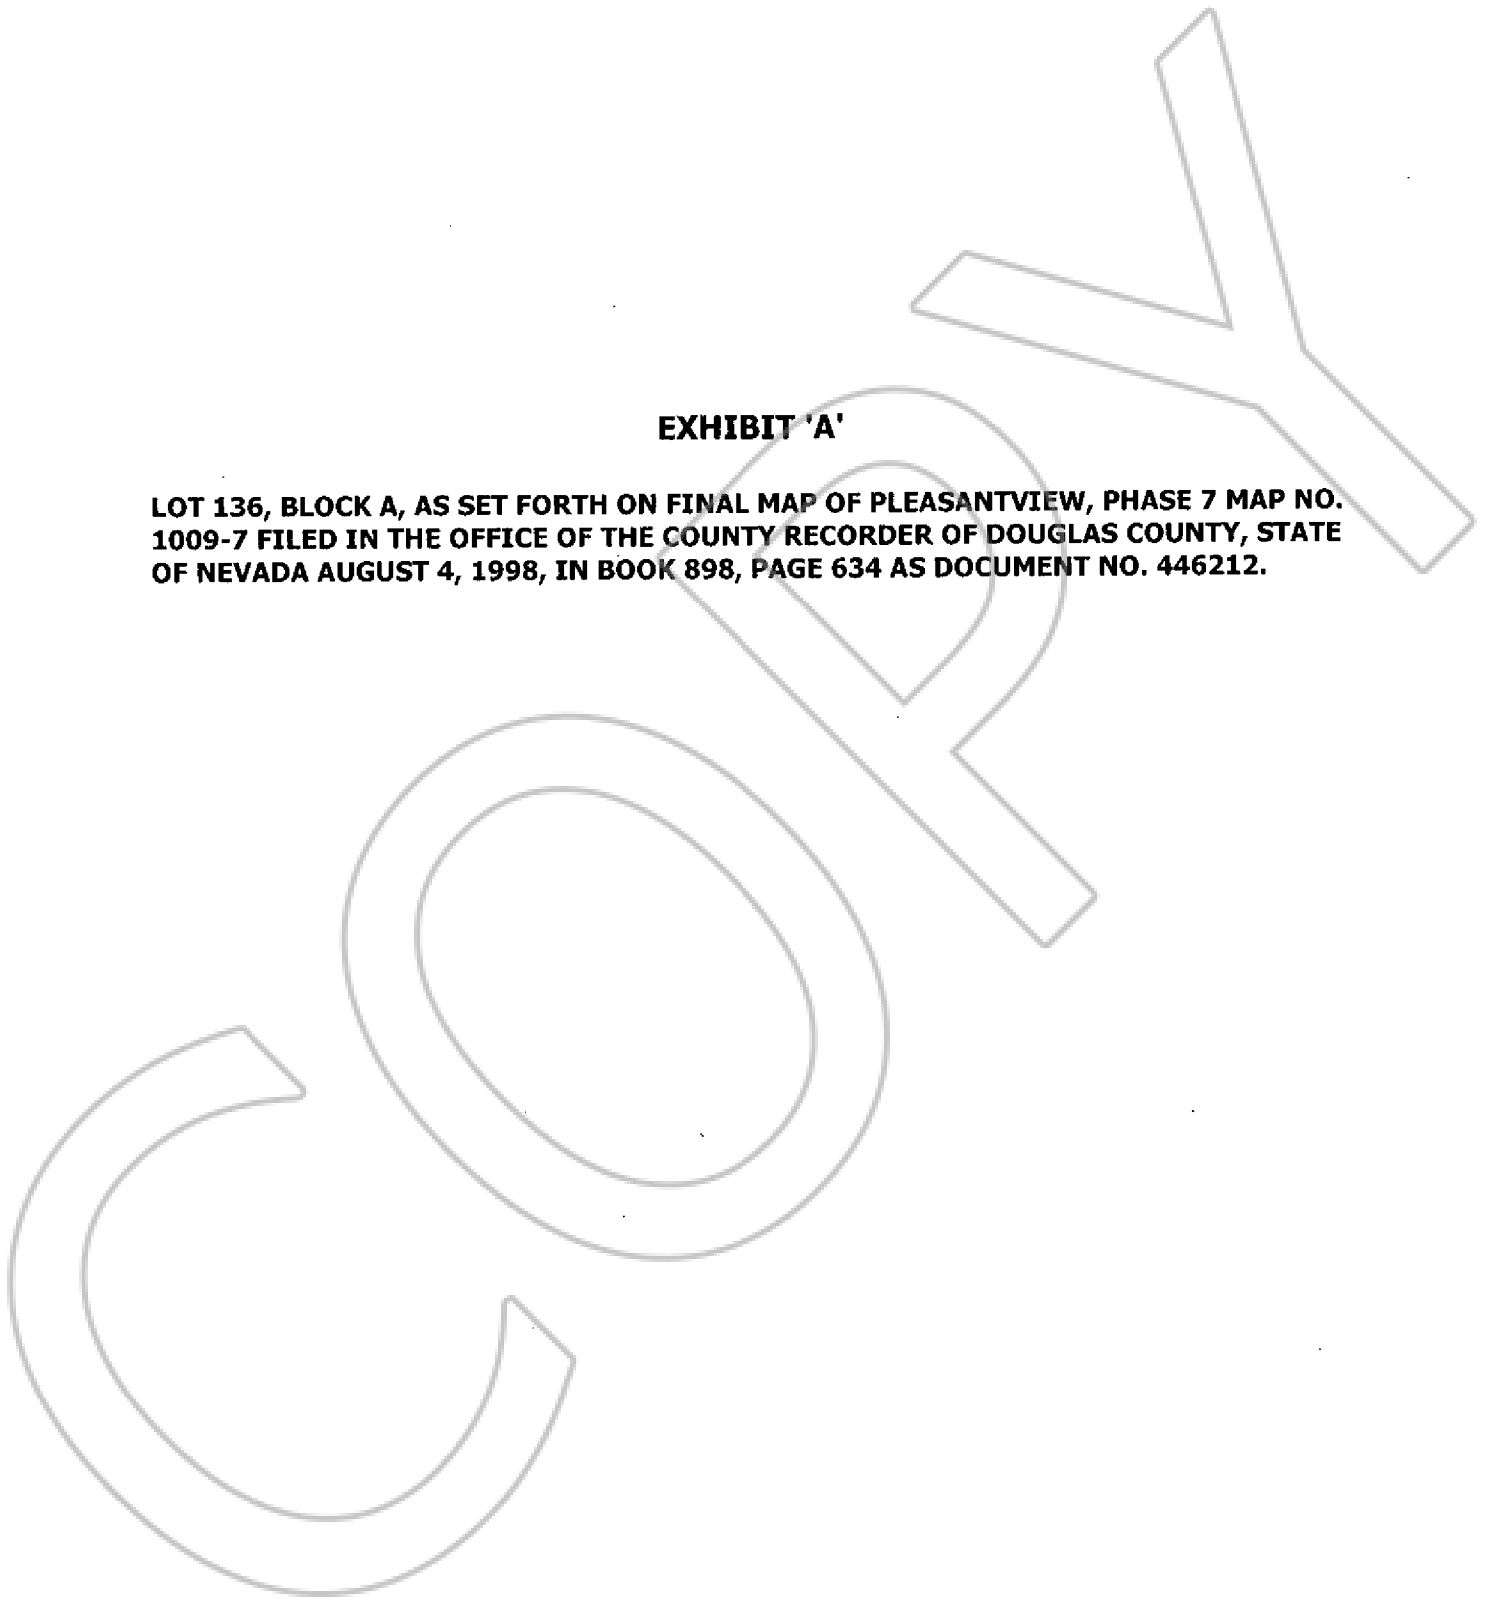 EXHIBIT 'A'
LOT 136, BLOCK A, AS SET FORTH ON FINAL MAP OF PLEASANTVIEW, PHASE 7 MAP NO.
1009-7 FILED IN THE OFFICE OF THE COUNTY RECORDER OF DOUGLAS COUNTY, STATE
OF NEVADA AUGUST 4, 1998, IN BOOK 898, PAGE 634 AS DOCUMENT NO. 446212.
COPY